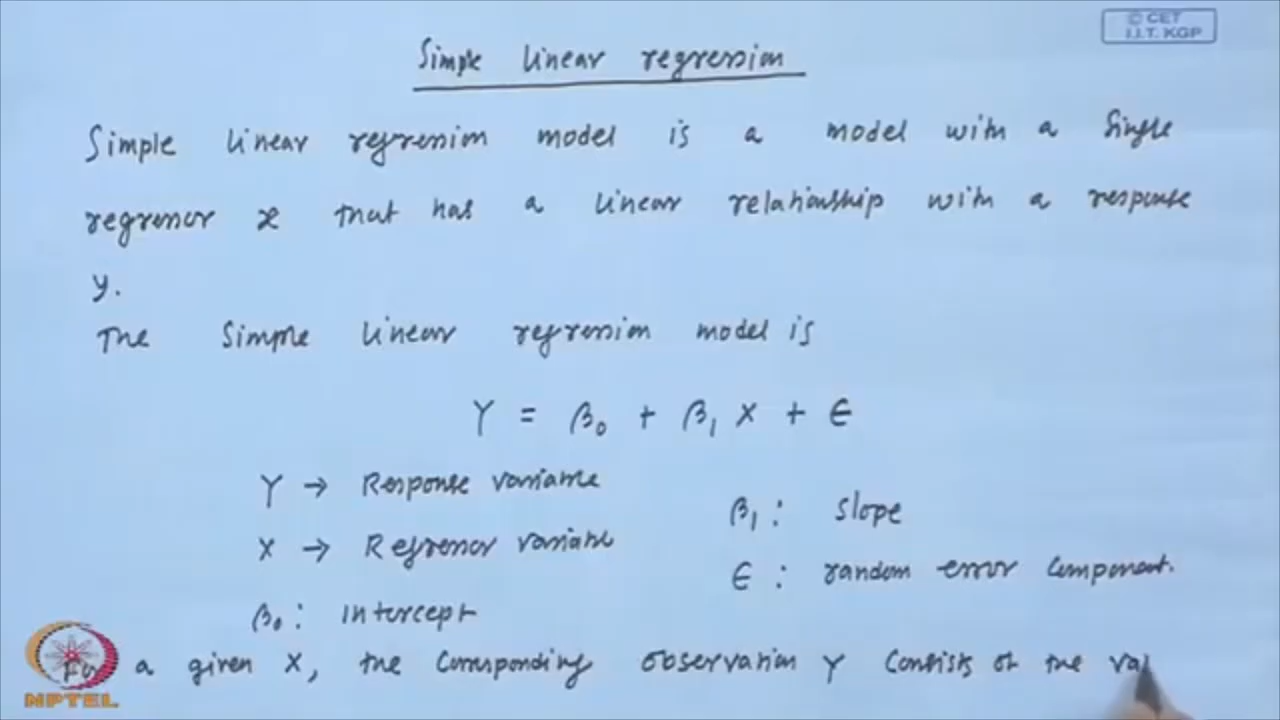 © CET
I.I.T. KGP
Simple linear regression
Simple linear regression model is a model with a single
regressor x that has a linear relationship with a response
y.
The simple linear regression model is
Y = β₀ + β₁ X + ϵ
Y → Response variable
X → Regressor variable
β₀ : intercept
β₁ : slope
ϵ : random error component.
For a given X, the corresponding observation Y consists of the va
NPTEL